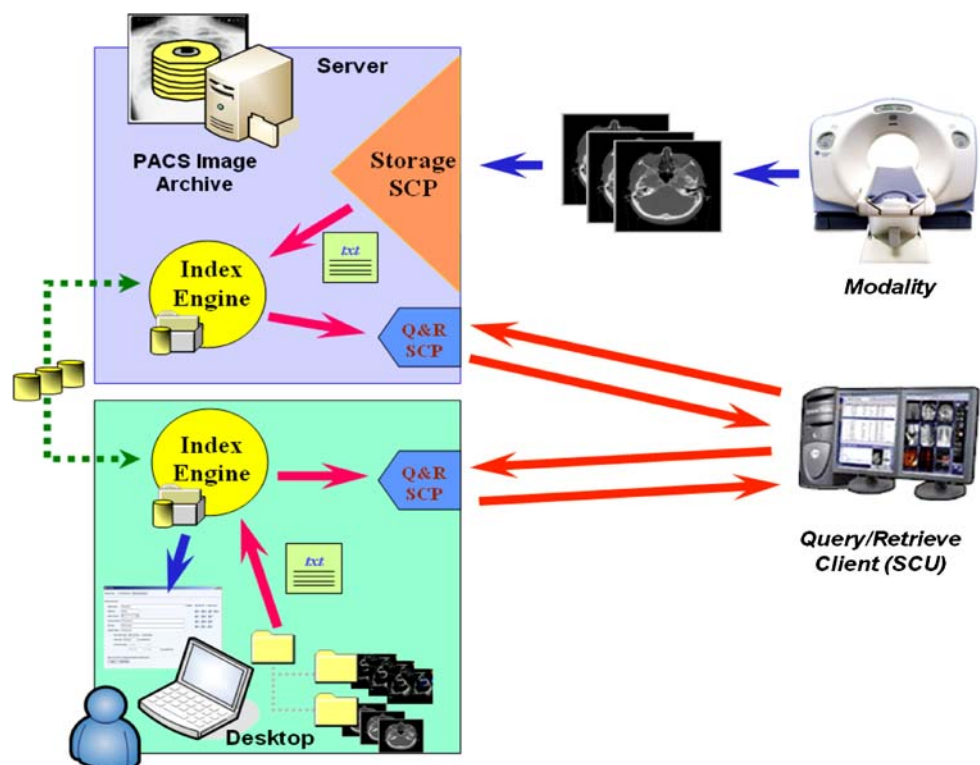 Server
PACS Image
Archive
Storage
SCP
txt
Index
Engine
Q&R
SCP
Modality
Index
Engine
Q&R
SCP
txt
Query/Retrieve
Client (SCU)
Desktop